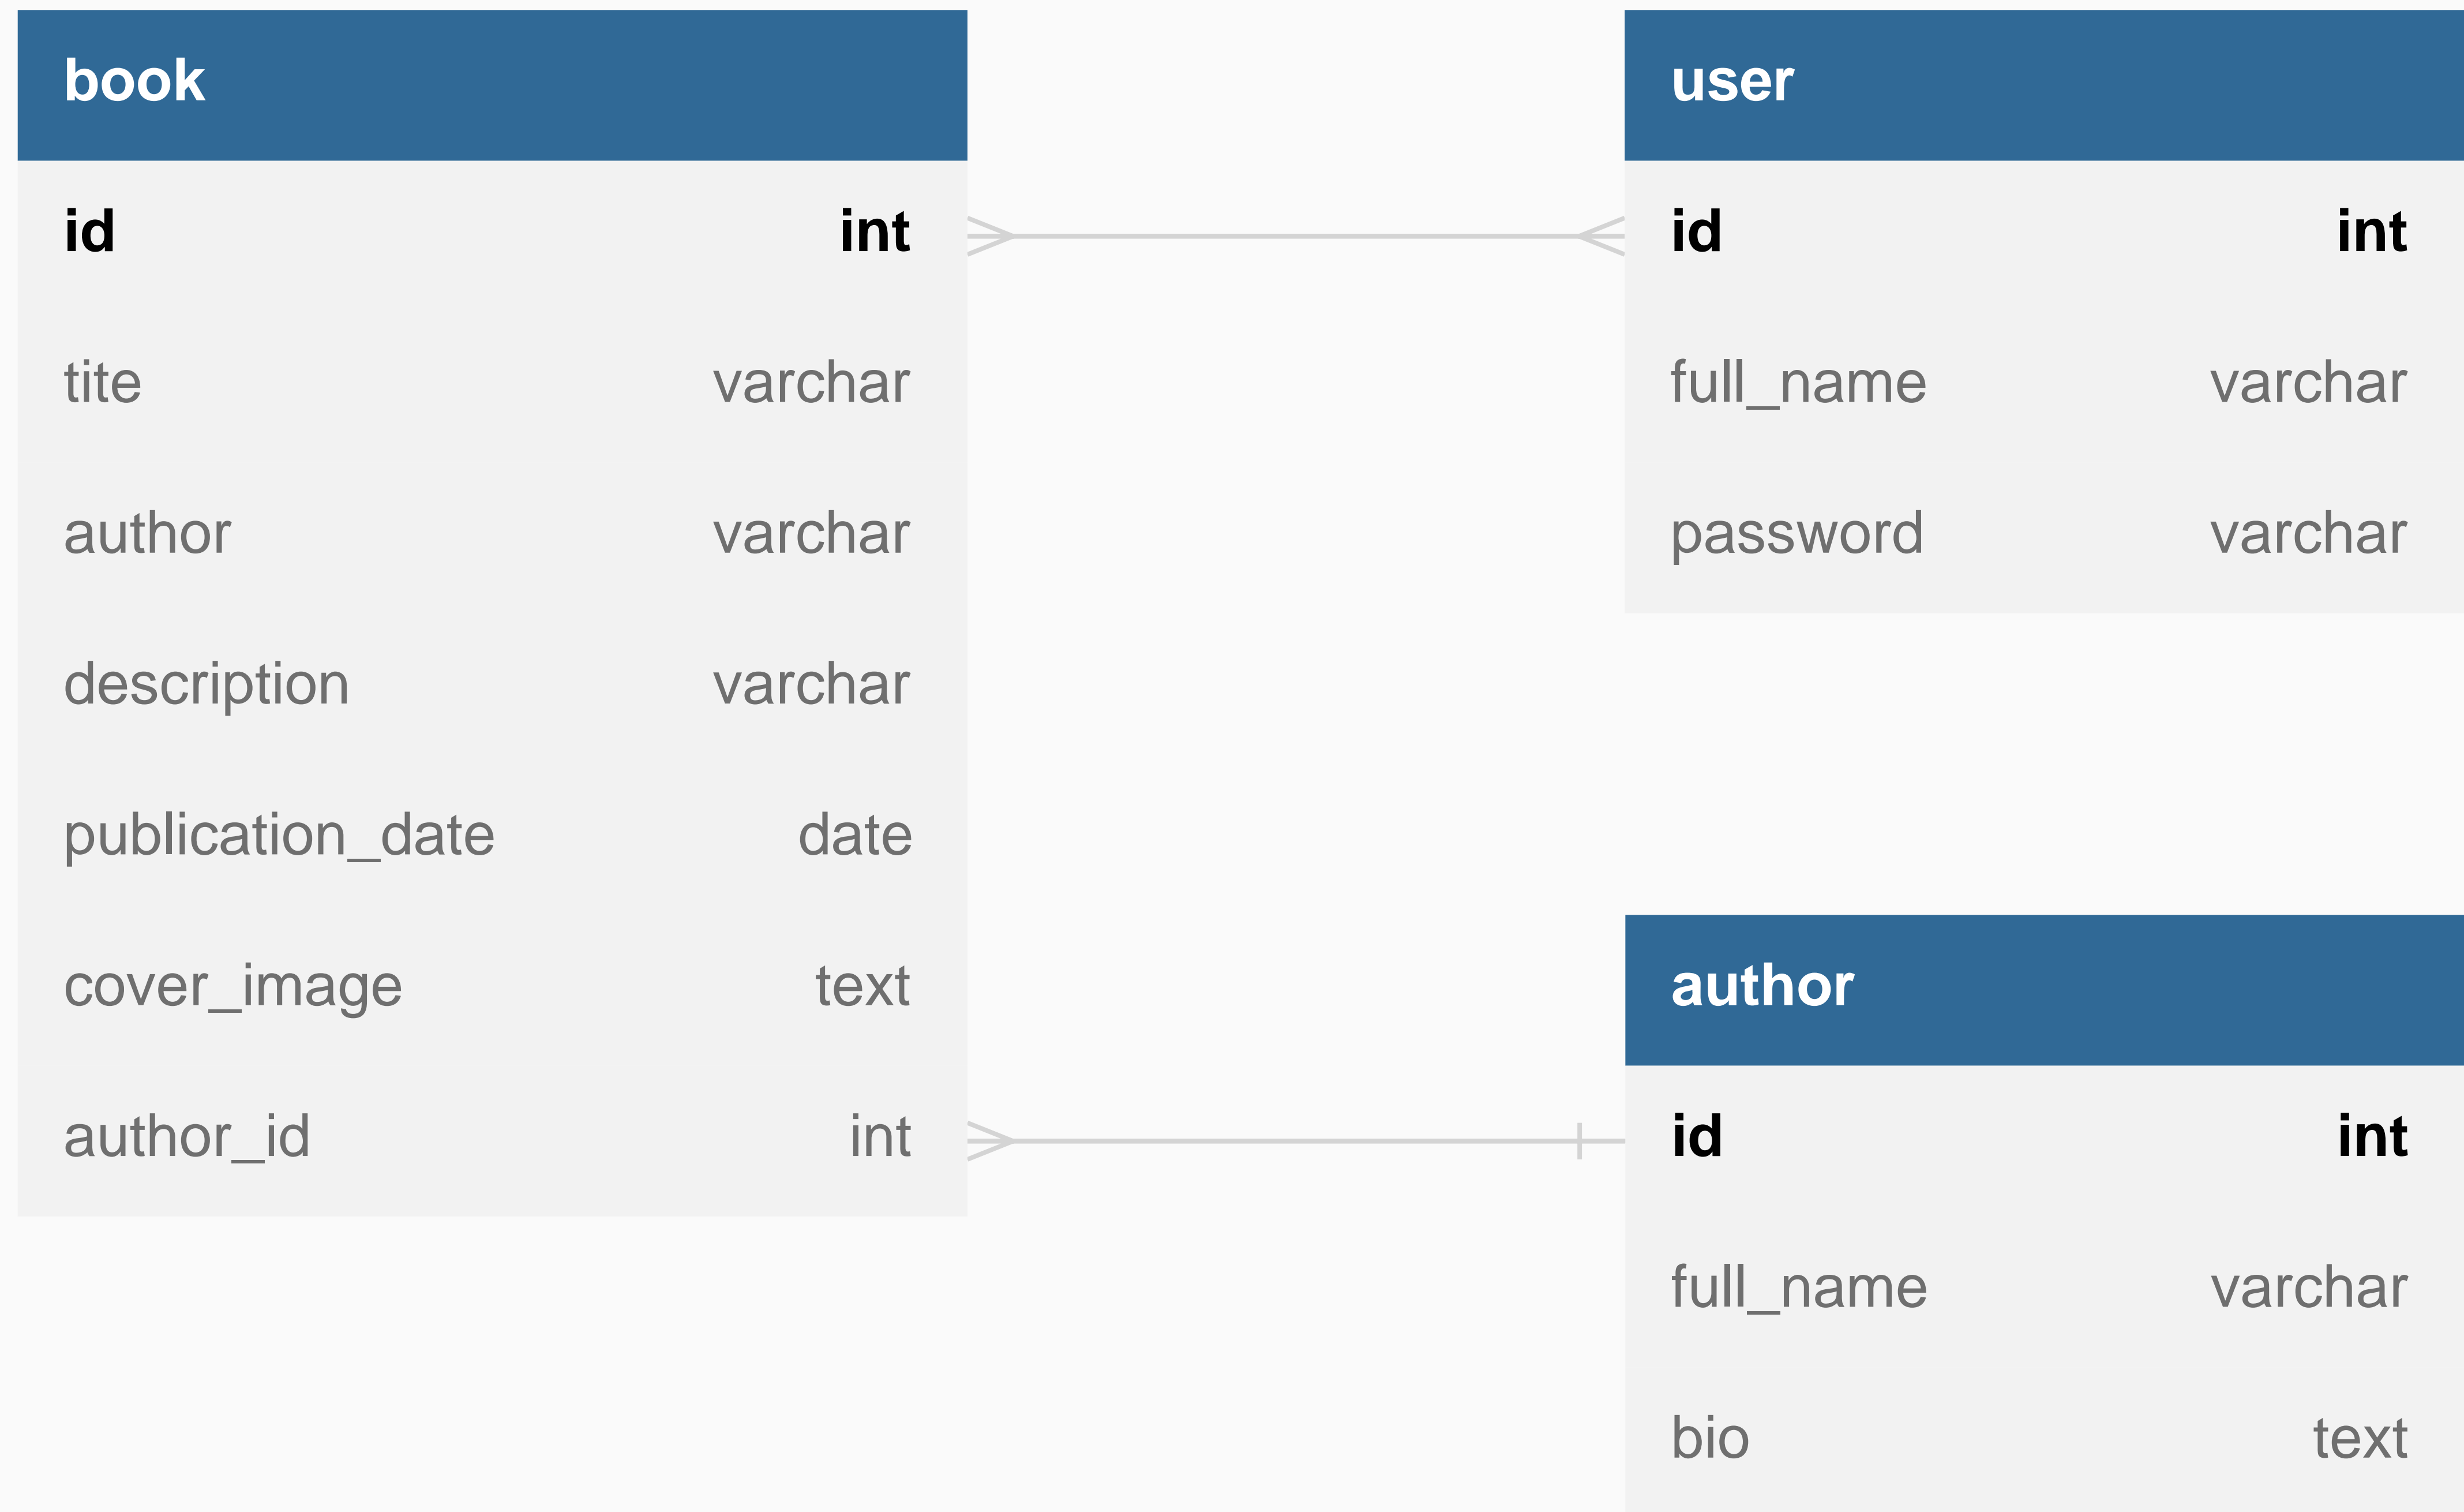 book
id int
tite varchar
author varchar
description varchar
publication_date date
cover_image text
author_id int
user
id int
full_name varchar
password varchar
author
id int
full_name varchar
bio text